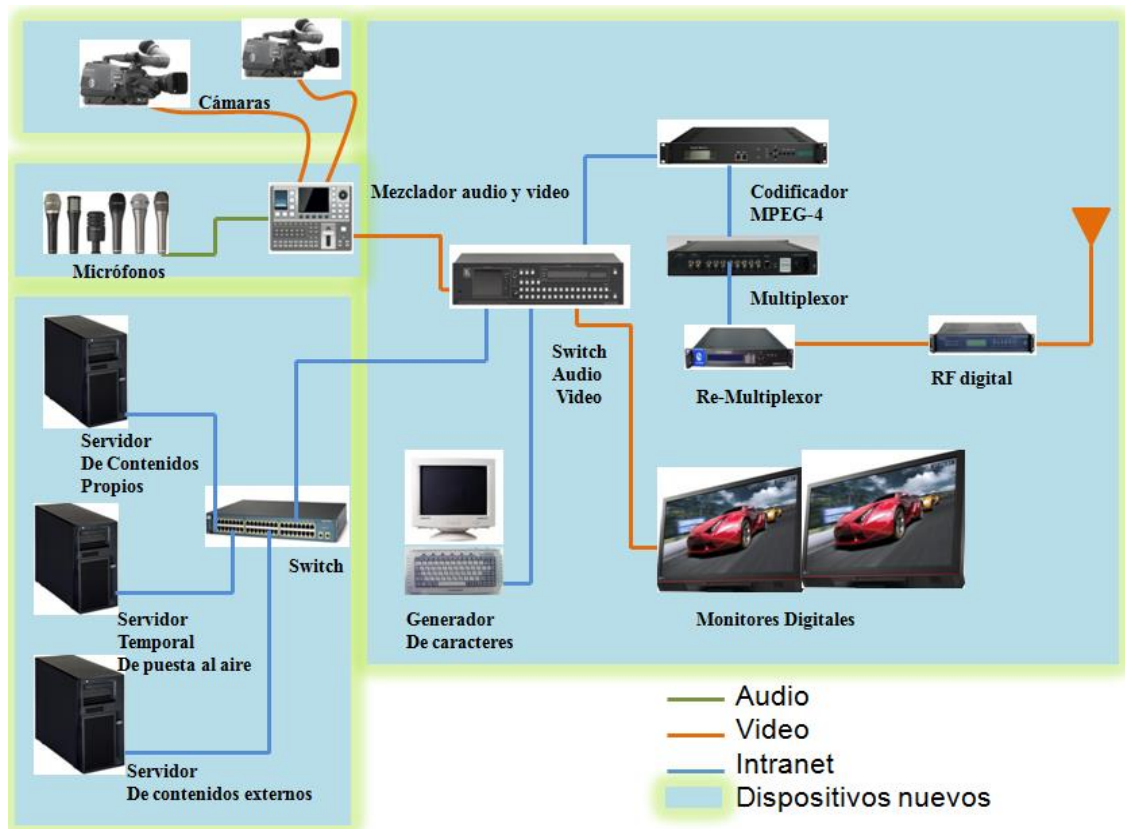 Cámaras
Mezclador audio y video
Codificador
MPEG-4
Micrófonos
Multiplexor
Switch
Audio
Video
Re-Multiplexor
RF digital
Servidor
De Contenidos
Propios
Switch
Servidor
Temporal
De puesta al aire
Generador
De caracteres
Monitores Digitales
Servidor
De contenidos externos
Audio
Video
Intranet
Dispositivos nuevos